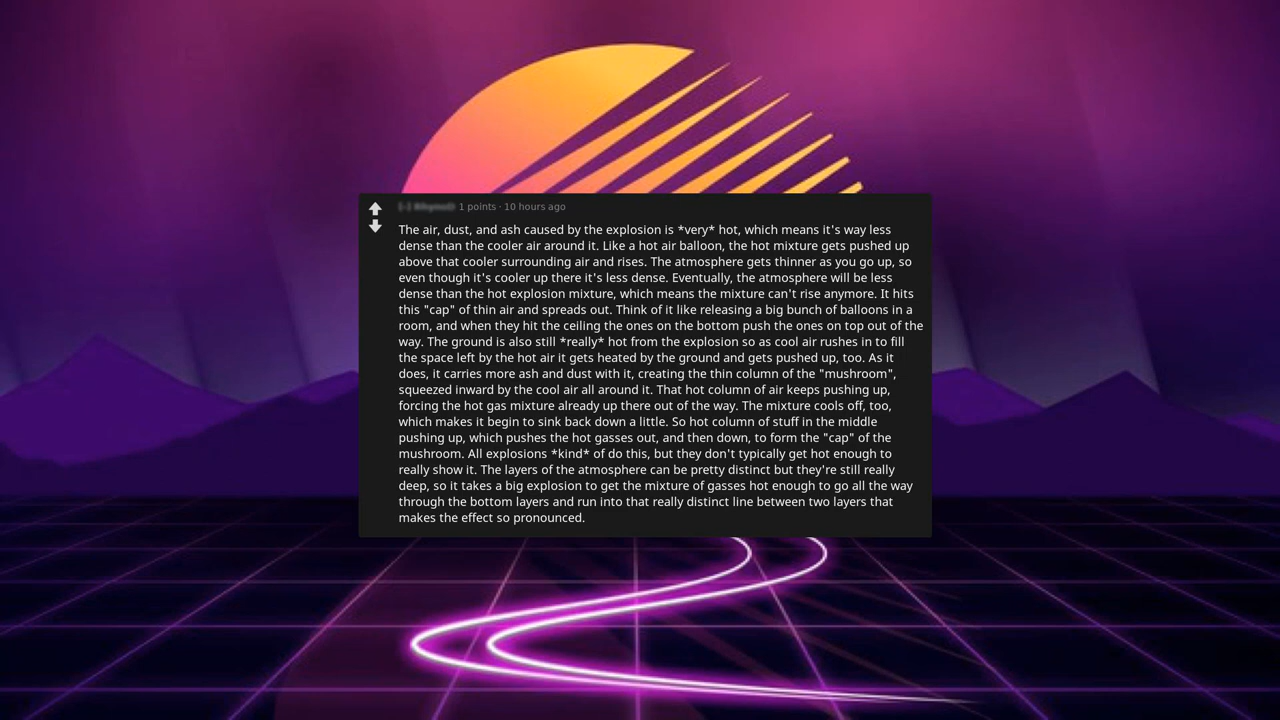 1 points · 10 hours ago
The air, dust, and ash caused by the explosion is *very* hot, which means it's way less
dense than the cooler air around it. Like a hot air balloon, the hot mixture gets pushed up
above that cooler surrounding air and rises. The atmosphere gets thinner as you go up, so
even though it's cooler up there it's less dense. Eventually, the atmosphere will be less
dense than the hot explosion mixture, which means the mixture can't rise anymore. It hits
this "cap" of thin air and spreads out. Think of it like releasing a big bunch of balloons in a
room, and when they hit the ceiling the ones on the bottom push the ones on top out of the
way. The ground is also still *really* hot from the explosion so as cool air rushes in to fill
the space left by the hot air it gets heated by the ground and gets pushed up, too. As it
does, it carries more ash and dust with it, creating the thin column of the "mushroom",
squeezed inward by the cool air all around it. That hot column of air keeps pushing up,
forcing the hot gas mixture already up there out of the way. The mixture cools off, too,
which makes it begin to sink back down a little. So hot column of stuff in the middle
pushing up, which pushes the hot gasses out, and then down, to form the "cap" of the
mushroom. All explosions *kind* of do this, but they don't typically get hot enough to
really show it. The layers of the atmosphere can be pretty distinct but they're still really
deep, so it takes a big explosion to get the mixture of gasses hot enough to go all the way
through the bottom layers and run into that really distinct line between two layers that
makes the effect so pronounced.